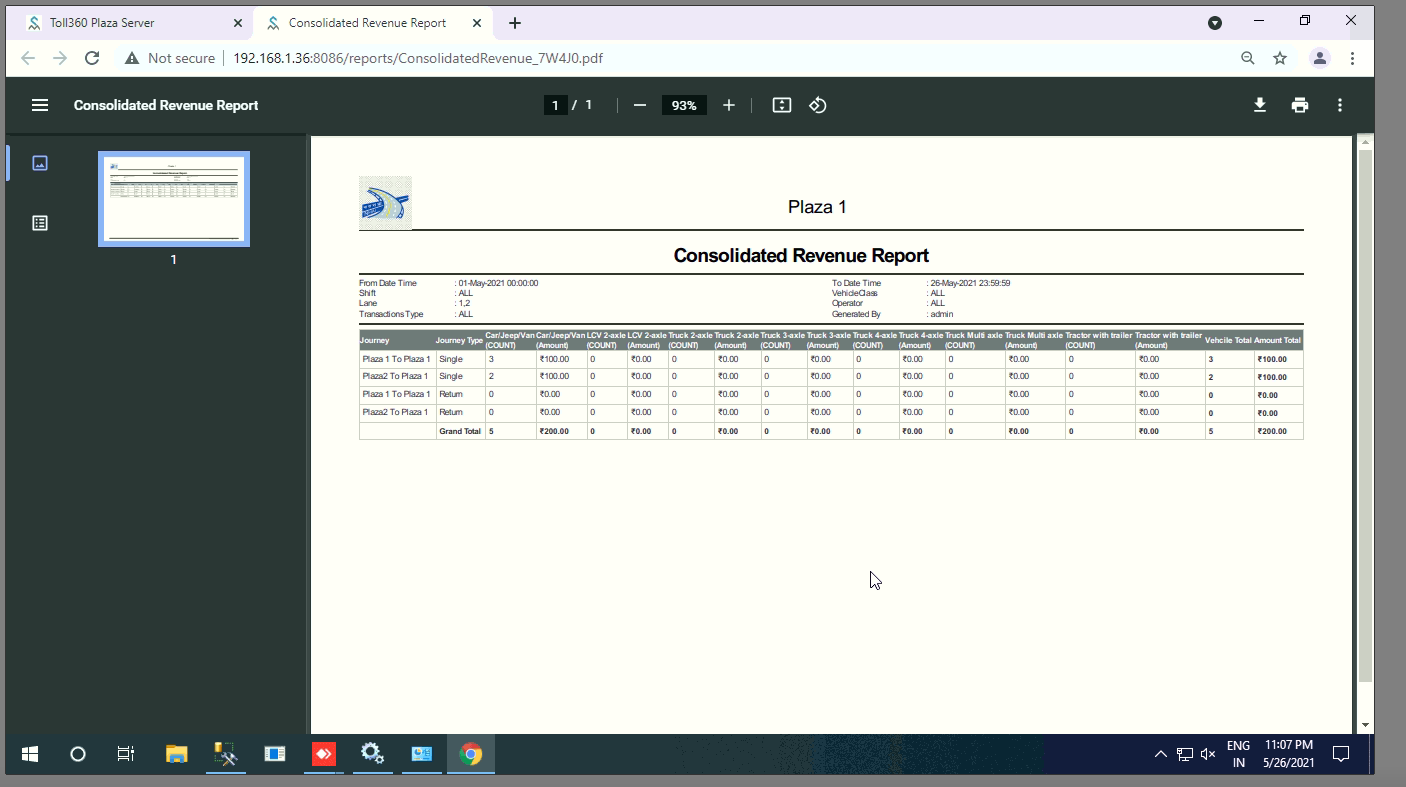 Toll360 Plaza Server
Consolidated Revenue Report
Not secure 192.168.1.36:8086/reports/ConsolidatedRevenue_7W4J0.pdf
Consolidated Revenue Report 1 / 1 93%
1
Plaza 1
Consolidated Revenue Report
From Date Time : 01-May-2021 00:00:00 To Date Time : 26-May-2021 23:59:59
Shift : ALL VehicleClass : ALL
Lane : 1,2 Operator : ALL
Transactions Type : ALL Generated By : admin
Journey Journey Type Car/Jeep/Van (COUNT) Car/Jeep/Van (Amount) LCV 2-axle (COUNT) LCV 2-axle (Amount) Truck 2-axle (COUNT) Truck 2-axle (Amount) Truck 3-axle (COUNT) Truck 3-axle (Amount) Truck 4-axle (COUNT) Truck 4-axle (Amount) Truck Multi axle (COUNT) Truck Multi axle (Amount) Tractor with trailer (COUNT) Tractor with trailer (Amount) Vehcile Total Amount Total
Plaza 1 To Plaza 1 Single 3 ₹100.00 0 ₹0.00 0 ₹0.00 0 ₹0.00 0 ₹0.00 0 ₹0.00 0 ₹0.00 3 ₹100.00
Plaza2 To Plaza 1 Single 2 ₹100.00 0 ₹0.00 0 ₹0.00 0 ₹0.00 0 ₹0.00 0 ₹0.00 0 ₹0.00 2 ₹100.00
Plaza 1 To Plaza 1 Return 0 ₹0.00 0 ₹0.00 0 ₹0.00 0 ₹0.00 0 ₹0.00 0 ₹0.00 0 ₹0.00 0 ₹0.00
Plaza2 To Plaza 1 Return 0 ₹0.00 0 ₹0.00 0 ₹0.00 0 ₹0.00 0 ₹0.00 0 ₹0.00 0 ₹0.00 0 ₹0.00
Grand Total 5 ₹200.00 0 ₹0.00 0 ₹0.00 0 ₹0.00 0 ₹0.00 0 ₹0.00 0 ₹0.00 5 ₹200.00
ENG 11:07 PM
IN 5/26/2021